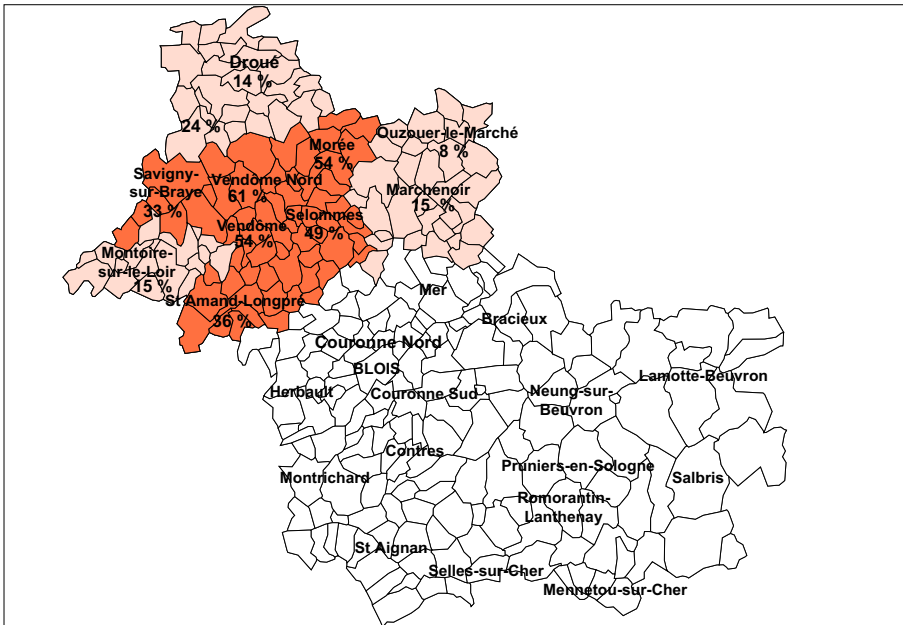 Droué
14 %
24 %
Ouzouer-le-Marché
8 %
Morée
54 %
Savigny-
sur-Braye
33 %
Vendôme Nord
61 %
Marchenoir
15 %
Selommes
49 %
Vendôme
54 %
Montoire-
sur-le-Loir
15 %
St Amand-Longpré
36 %
Mer
Bracieux
Couronne Nord
BLOIS
Lamotte-Beuvron
Herbault
Couronne Sud
Neung-sur-
Beuvron
Contres
Montrichard
Pruniers-en-Sologne
Salbris
Romorantin-
Lanthenay
St Aignan
Selles-sur-Cher
Mennetou-sur-Cher